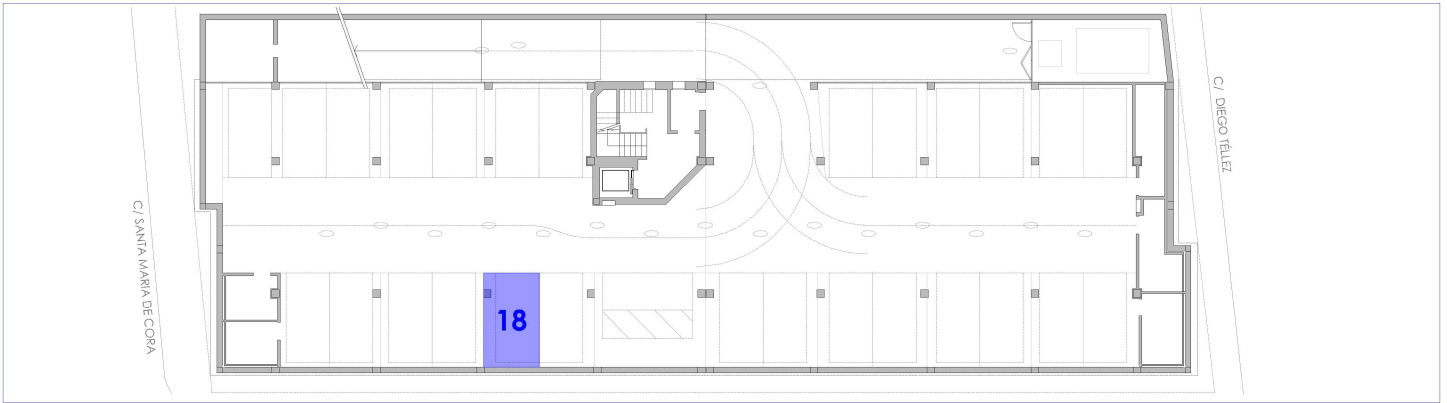 C/ DIEGO TÉLLEZ
C/ SANTA MARIA DE CORA
18